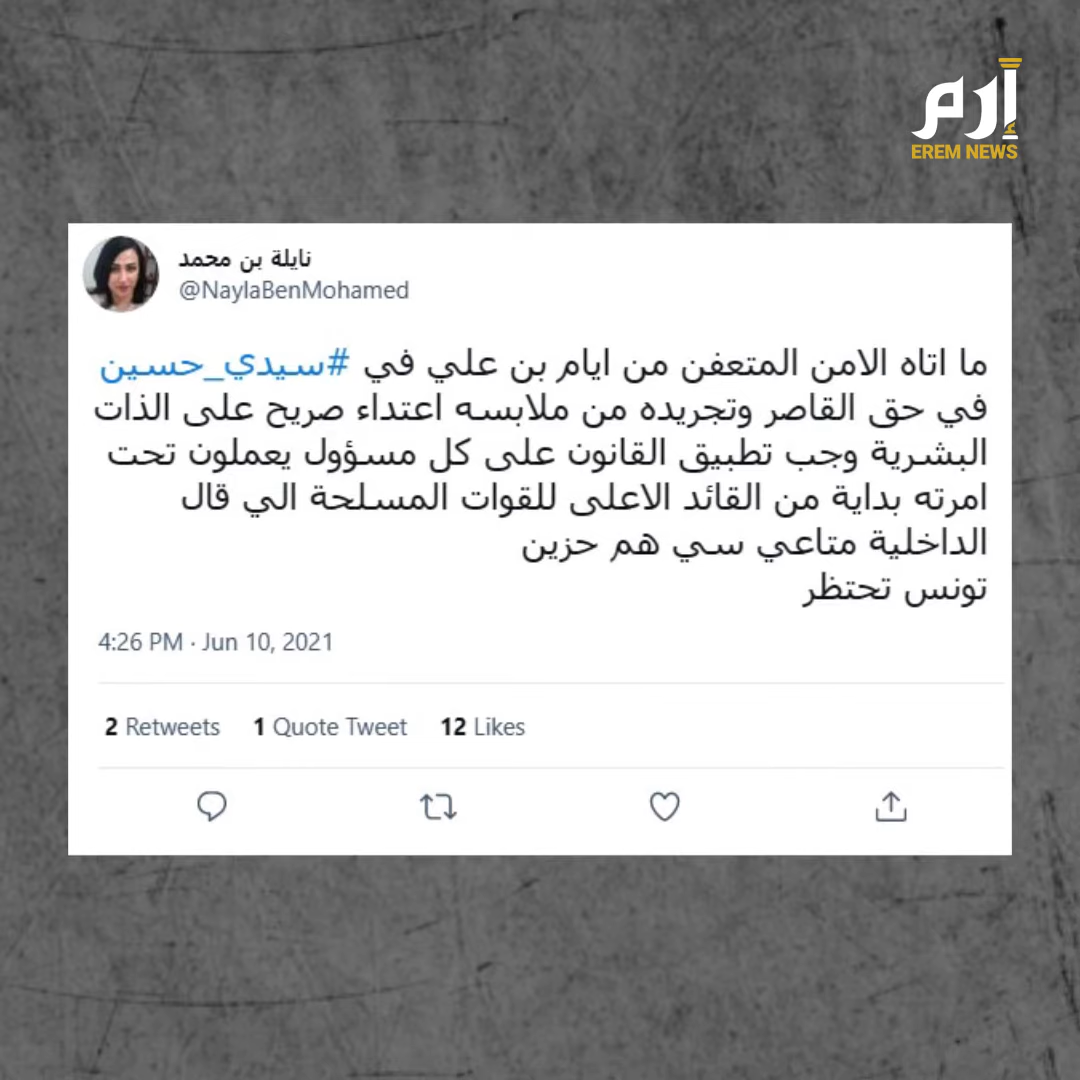 إرم
EREM NEWS
نايلة بن محمد
@NaylaBenMohamed
ما اتاه الامن المتعفن من ايام بن علي في #سيدي_حسين
في حق القاصر وتجريده من ملابسه اعتداء صريح على الذات
البشرية وجب تطبيق القانون على كل مسؤول يعملون تحت
امرته بداية من القائد الاعلى للقوات المسلحة الي قال
الداخلية متاعي سي هم حزين
تونس تحتظر
4:26 PM · Jun 10, 2021
2 Retweets 1 Quote Tweet 12 Likes